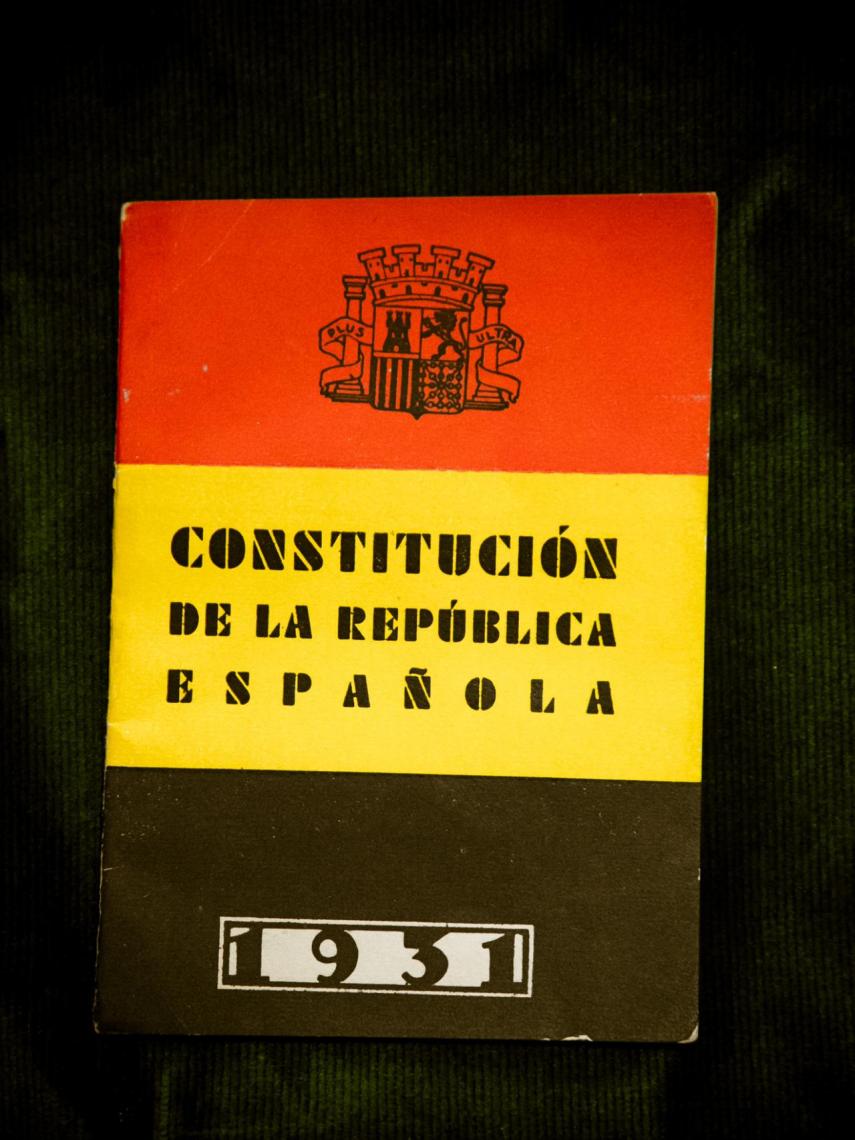 PLUS ULTRA
CONSTITUCIÓN
DE LA REPÚBLICA
ESPAÑOLA
1931